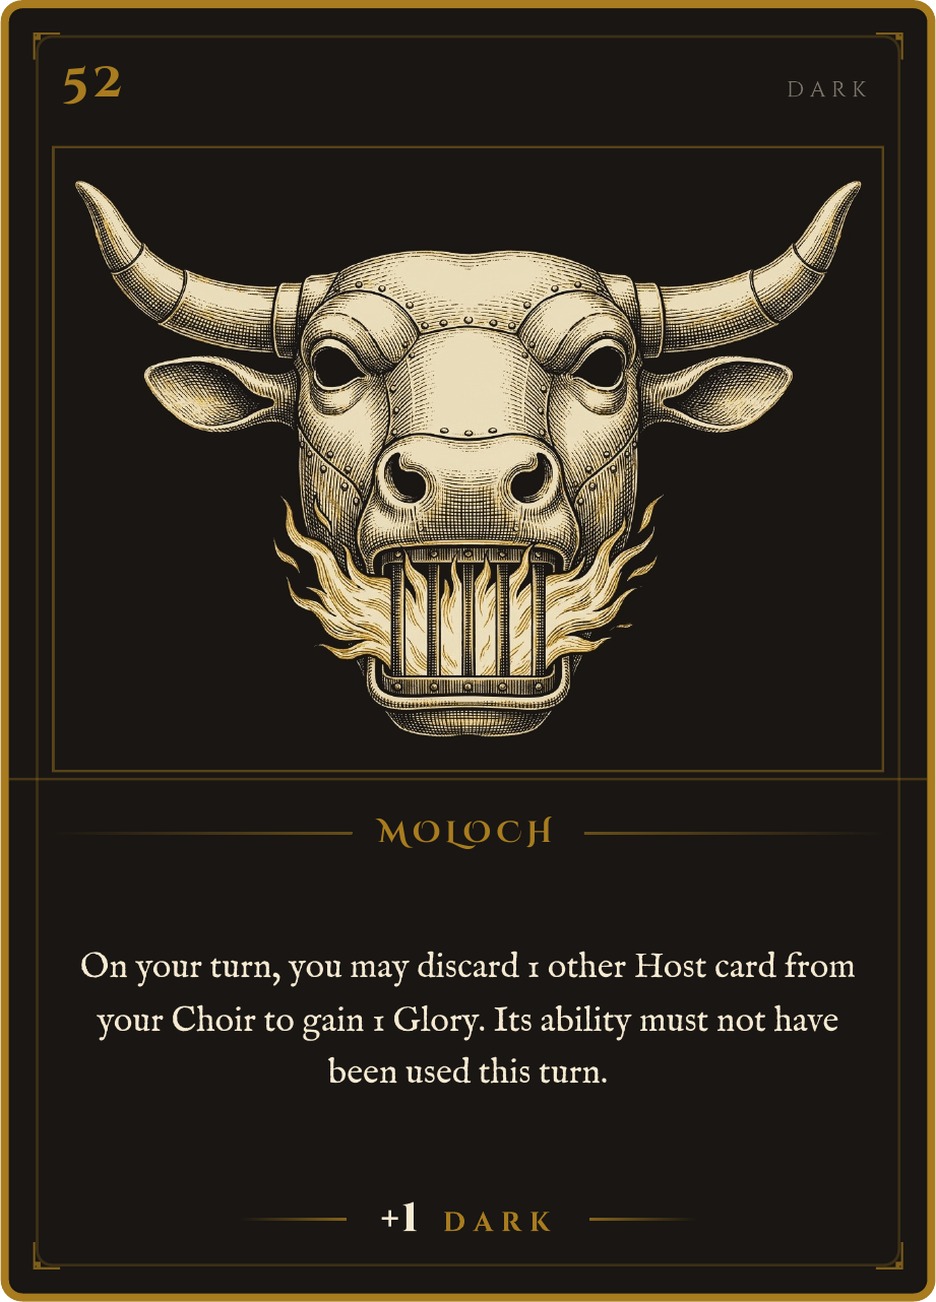 52
DARK
MOLOCH
On your turn, you may discard 1 other Host card from
your Choir to gain 1 Glory. Its ability must not have
been used this turn.
+1 DARK